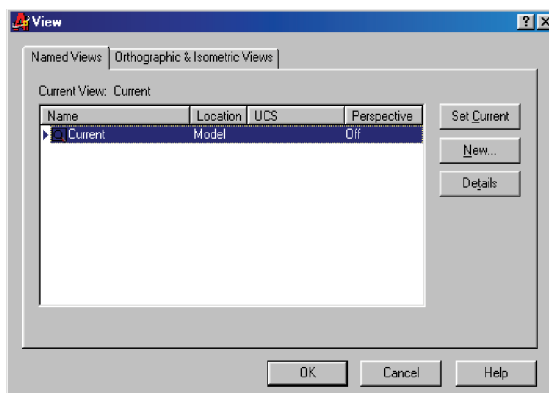 View
Named Views Orthographic & Isometric Views
Current View: Current
Name Location UCS Perspective
Current Model Off
Set Current
New...
Details
OK Cancel Help